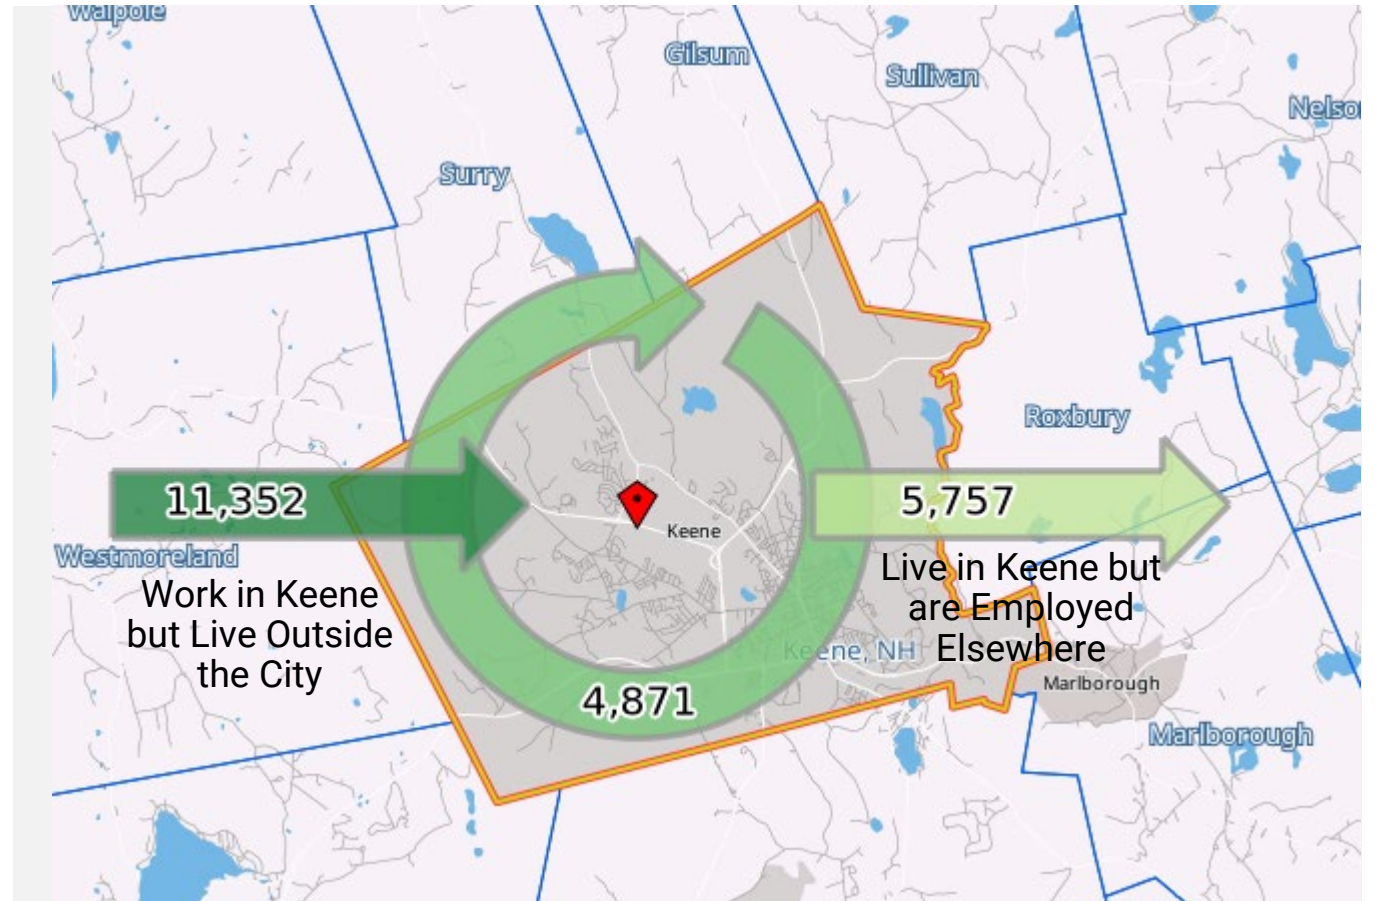 Walpole
Gilsum
Sullivan
Nelso
Surry
Roxbury
11,352
5,757
Keene
Westmoreland
Work in Keene
but Live Outside
the City
Live in Keene but
are Employed
Elsewhere
Keene, NH
4,871
Marlborough
Marlborough